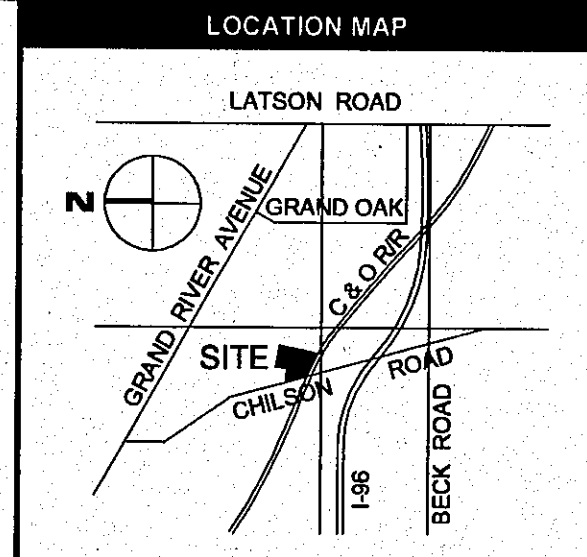 LOCATION MAP
LATSON ROAD
N
GRAND RIVER AVENUE
GRAND OAK
C & O R/R
SITE
CHILSON ROAD
I-96
BECK ROAD